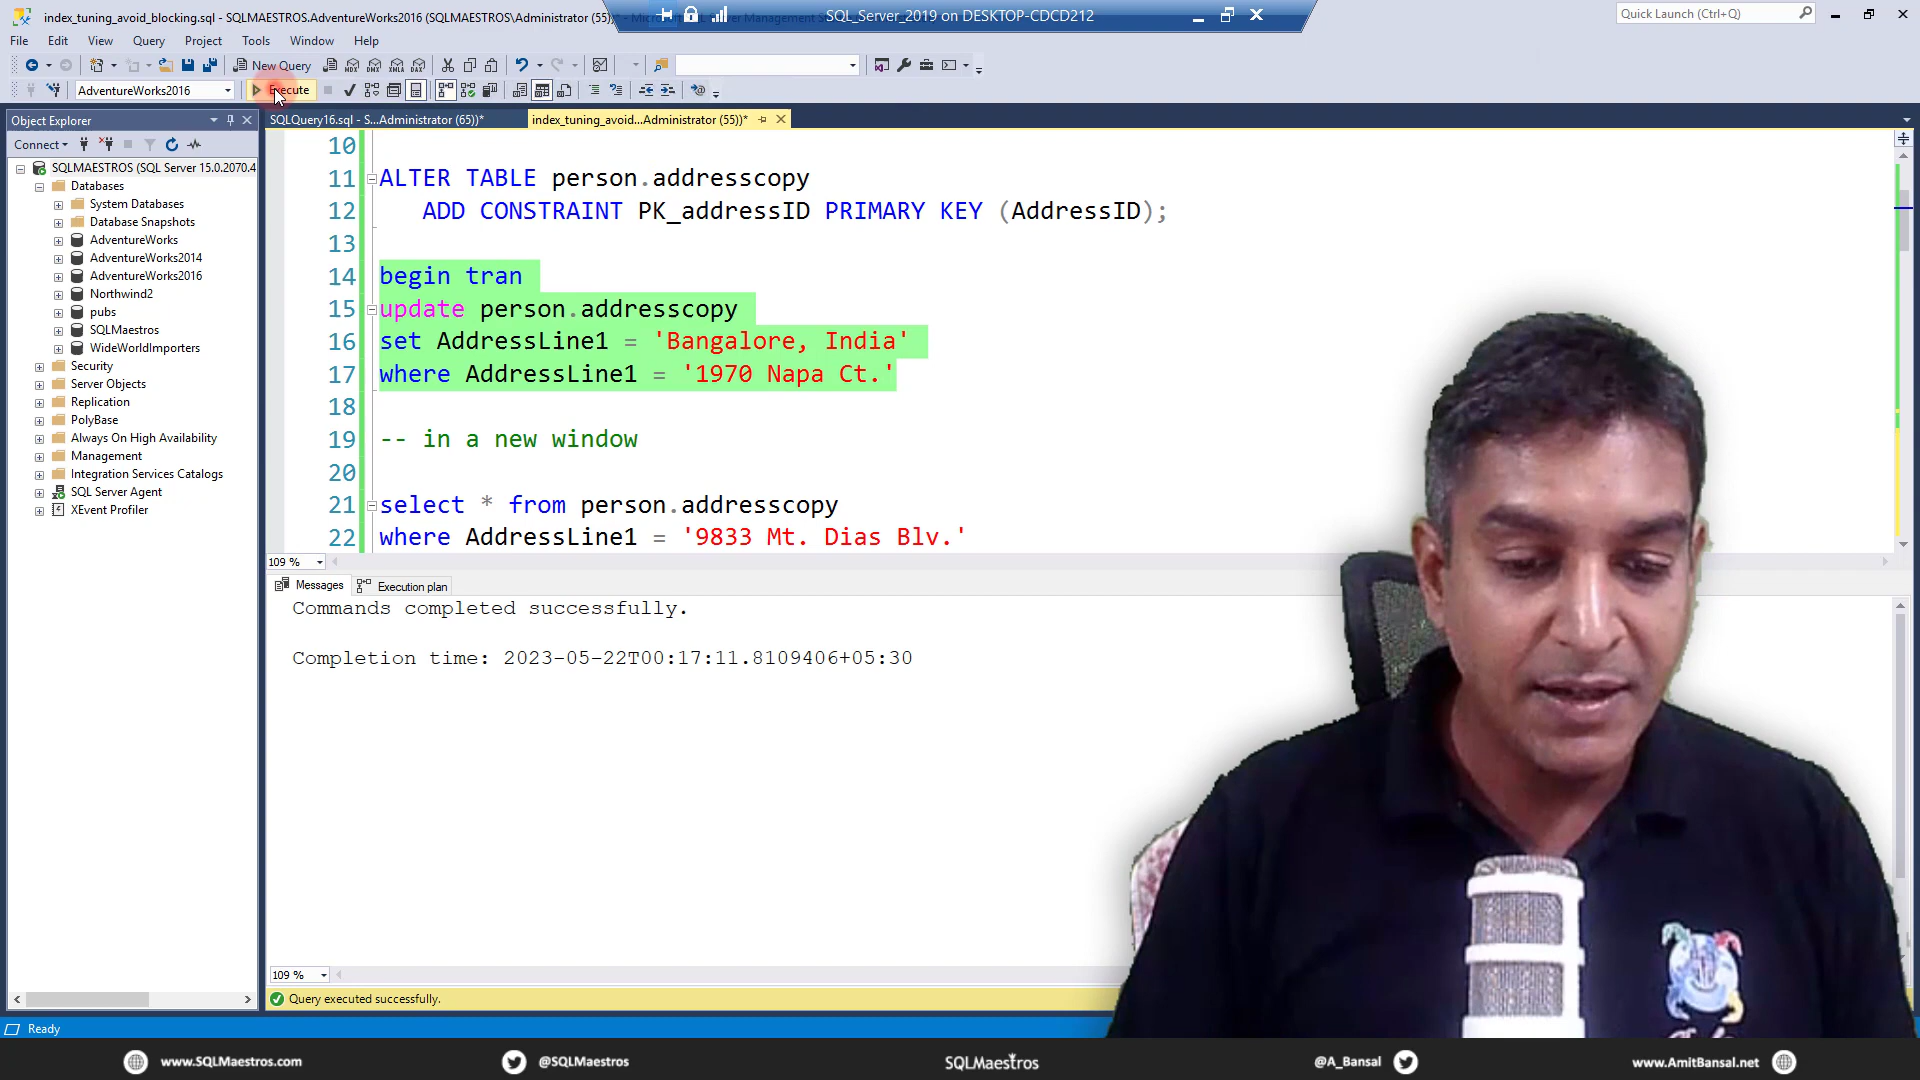 index_tuning_avoid_blocking.sql - SQLMAESTROS.AdventureWorks2016 (SQLMAESTROS\Administrator (55))*
SQL_Server_2019 on DESKTOP-CDCD212
Quick Launch (Ctrl+Q)
File Edit View Query Project Tools Window Help
New Query
AdventureWorks2016
Execute
Object Explorer
SQLQuery16.sql - S...Administrator (65))*
index_tuning_avoid...Administrator (55))*
Connect
SQLMAESTROS (SQL Server 15.0.2070.4
Databases
System Databases
Database Snapshots
AdventureWorks
AdventureWorks2014
AdventureWorks2016
Northwind2
pubs
SQLMaestros
WideWorldImporters
Security
Server Objects
Replication
PolyBase
Always On High Availability
Management
Integration Services Catalogs
SQL Server Agent
XEvent Profiler
10
11 ALTER TABLE person.addresscopy
12 ADD CONSTRAINT PK_addressID PRIMARY KEY (AddressID);
13
14 begin tran
15 update person.addresscopy
16 set AddressLine1 = 'Bangalore, India'
17 where AddressLine1 = '1970 Napa Ct.'
18
19 -- in a new window
20
21 select * from person.addresscopy
22 where AddressLine1 = '9833 Mt. Dias Blv.'
109 %
Messages Execution plan
Commands completed successfully.
Completion time: 2023-05-22T00:17:11.8109406+05:30
109 %
Query executed successfully.
Ready
www.SQLMaestros.com
@SQLMaestros
SQLMaestros
@A_Bansal
www.AmitBansal.net